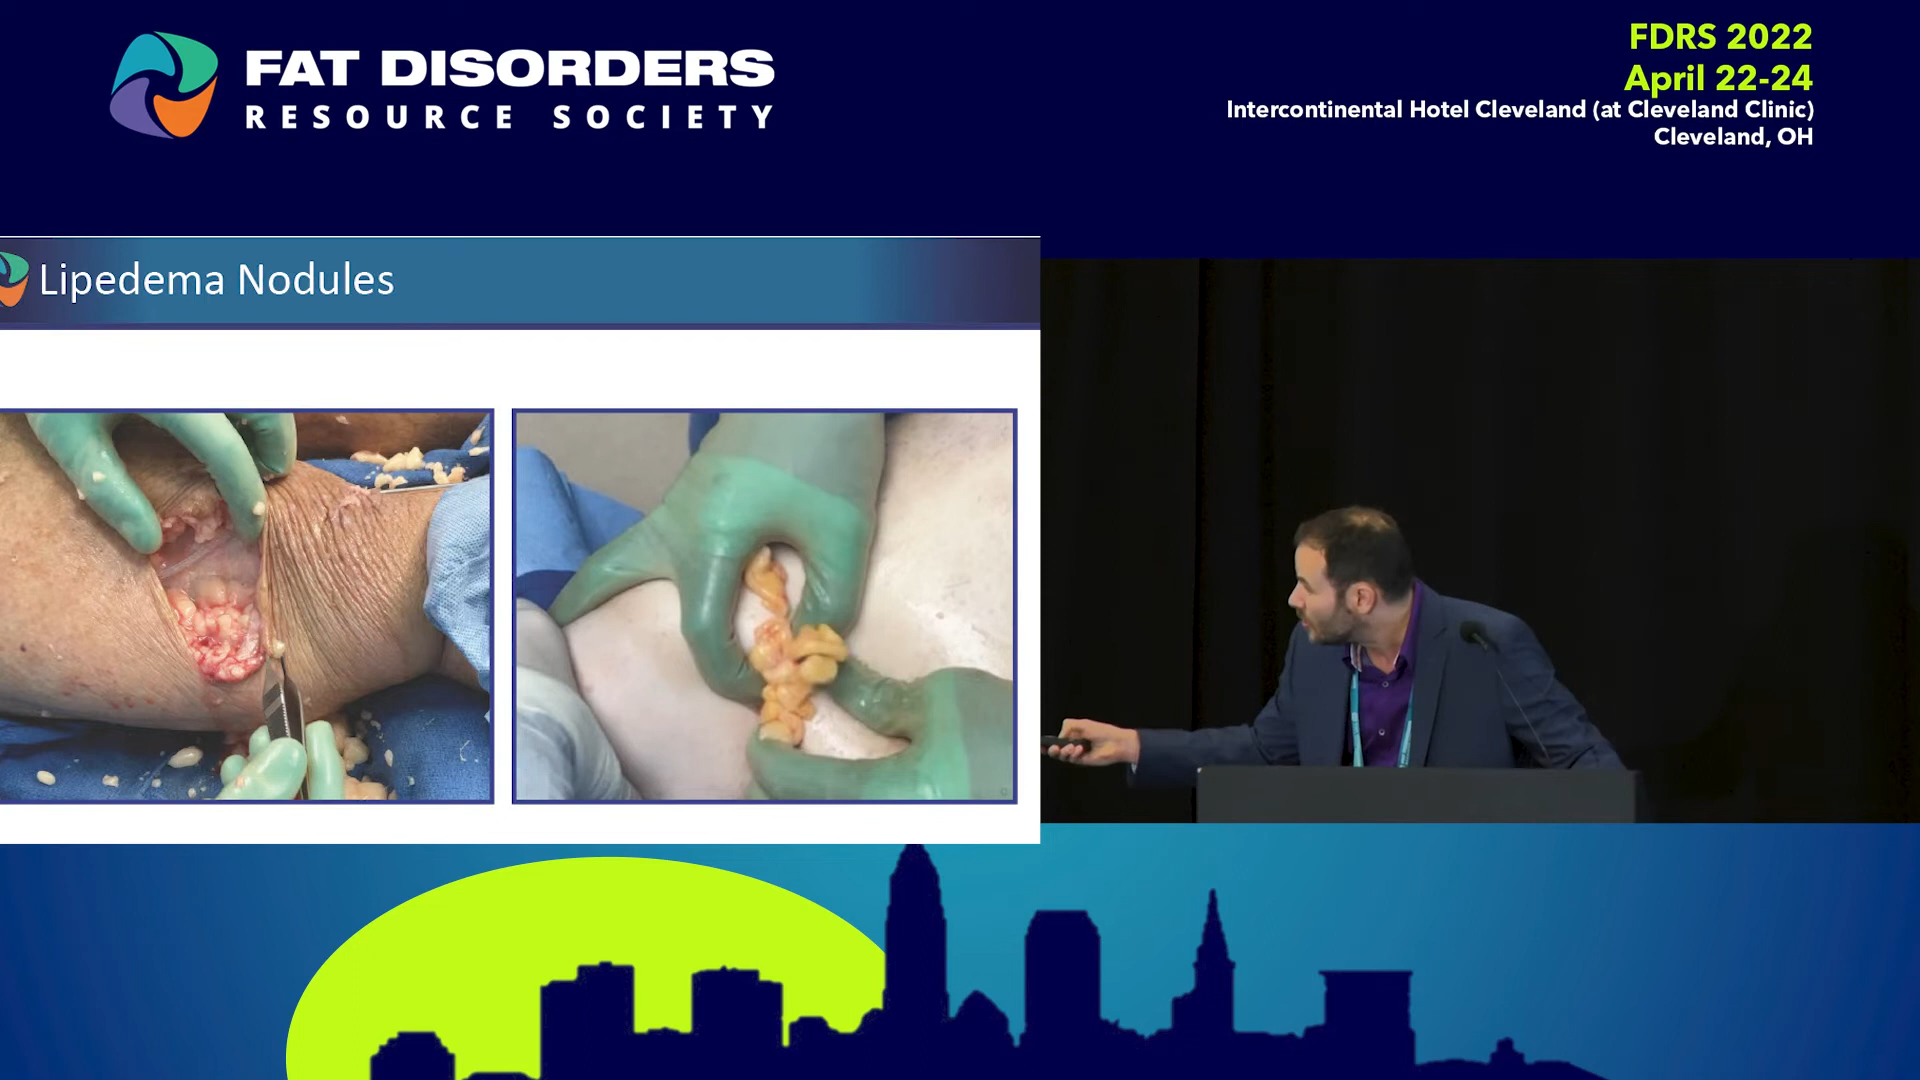 FAT DISORDERS
RESOURCE SOCIETY
FDRS 2022
April 22-24
Intercontinental Hotel Cleveland (at Cleveland Clinic)
Cleveland, OH
Lipedema Nodules